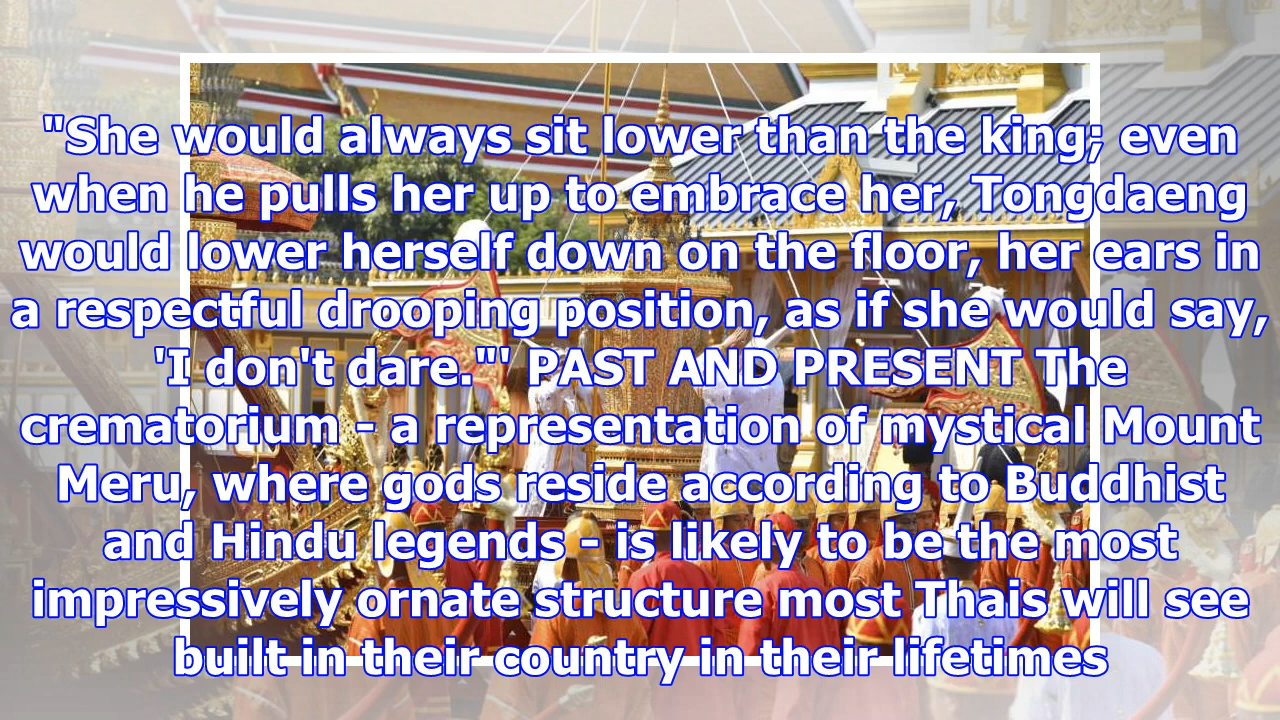 "She would always sit lower than the king; even
when he pulls her up to embrace her, Tongdaeng
would lower herself down on the floor, her ears in
a respectful drooping position, as if she would say,
'I don't dare."' PAST AND PRESENT The
crematorium - a representation of mystical Mount
Meru, where gods reside according to Buddhist
and Hindu legends - is likely to be the most
impressively ornate structure most Thais will see
built in their country in their lifetimes